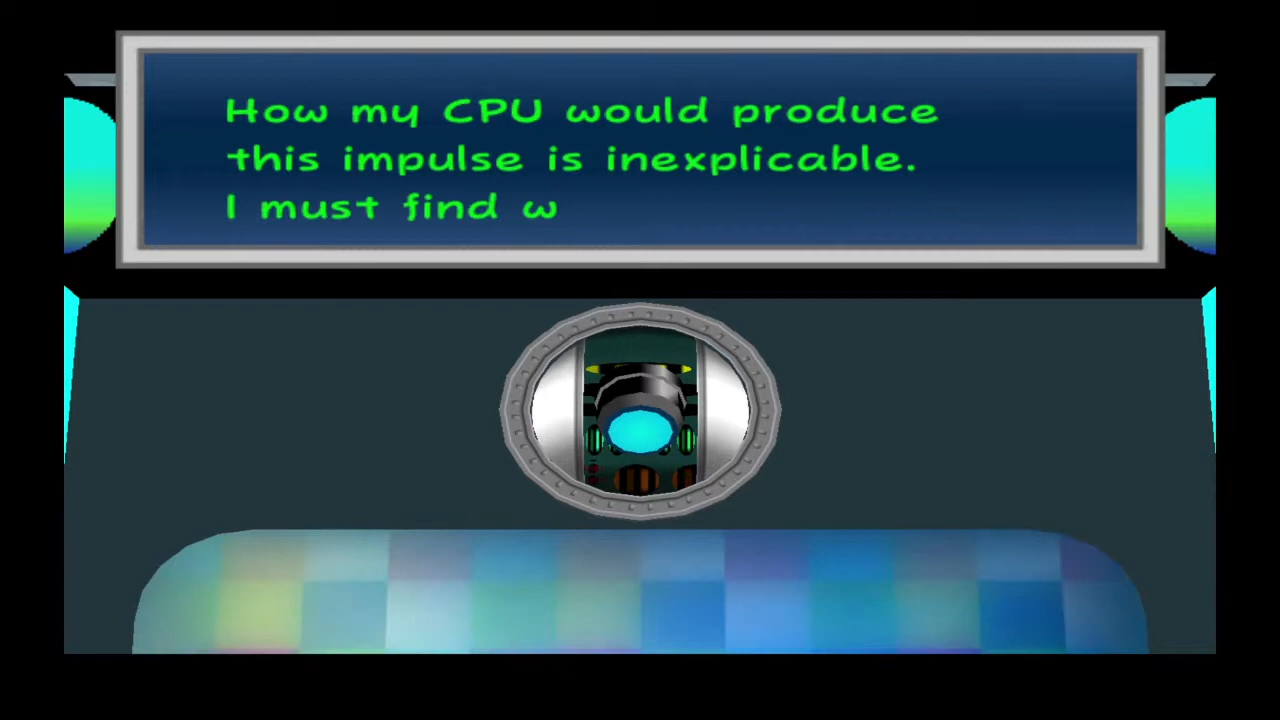 How my CPU would produce
this impulse is inexplicable.
I must find w